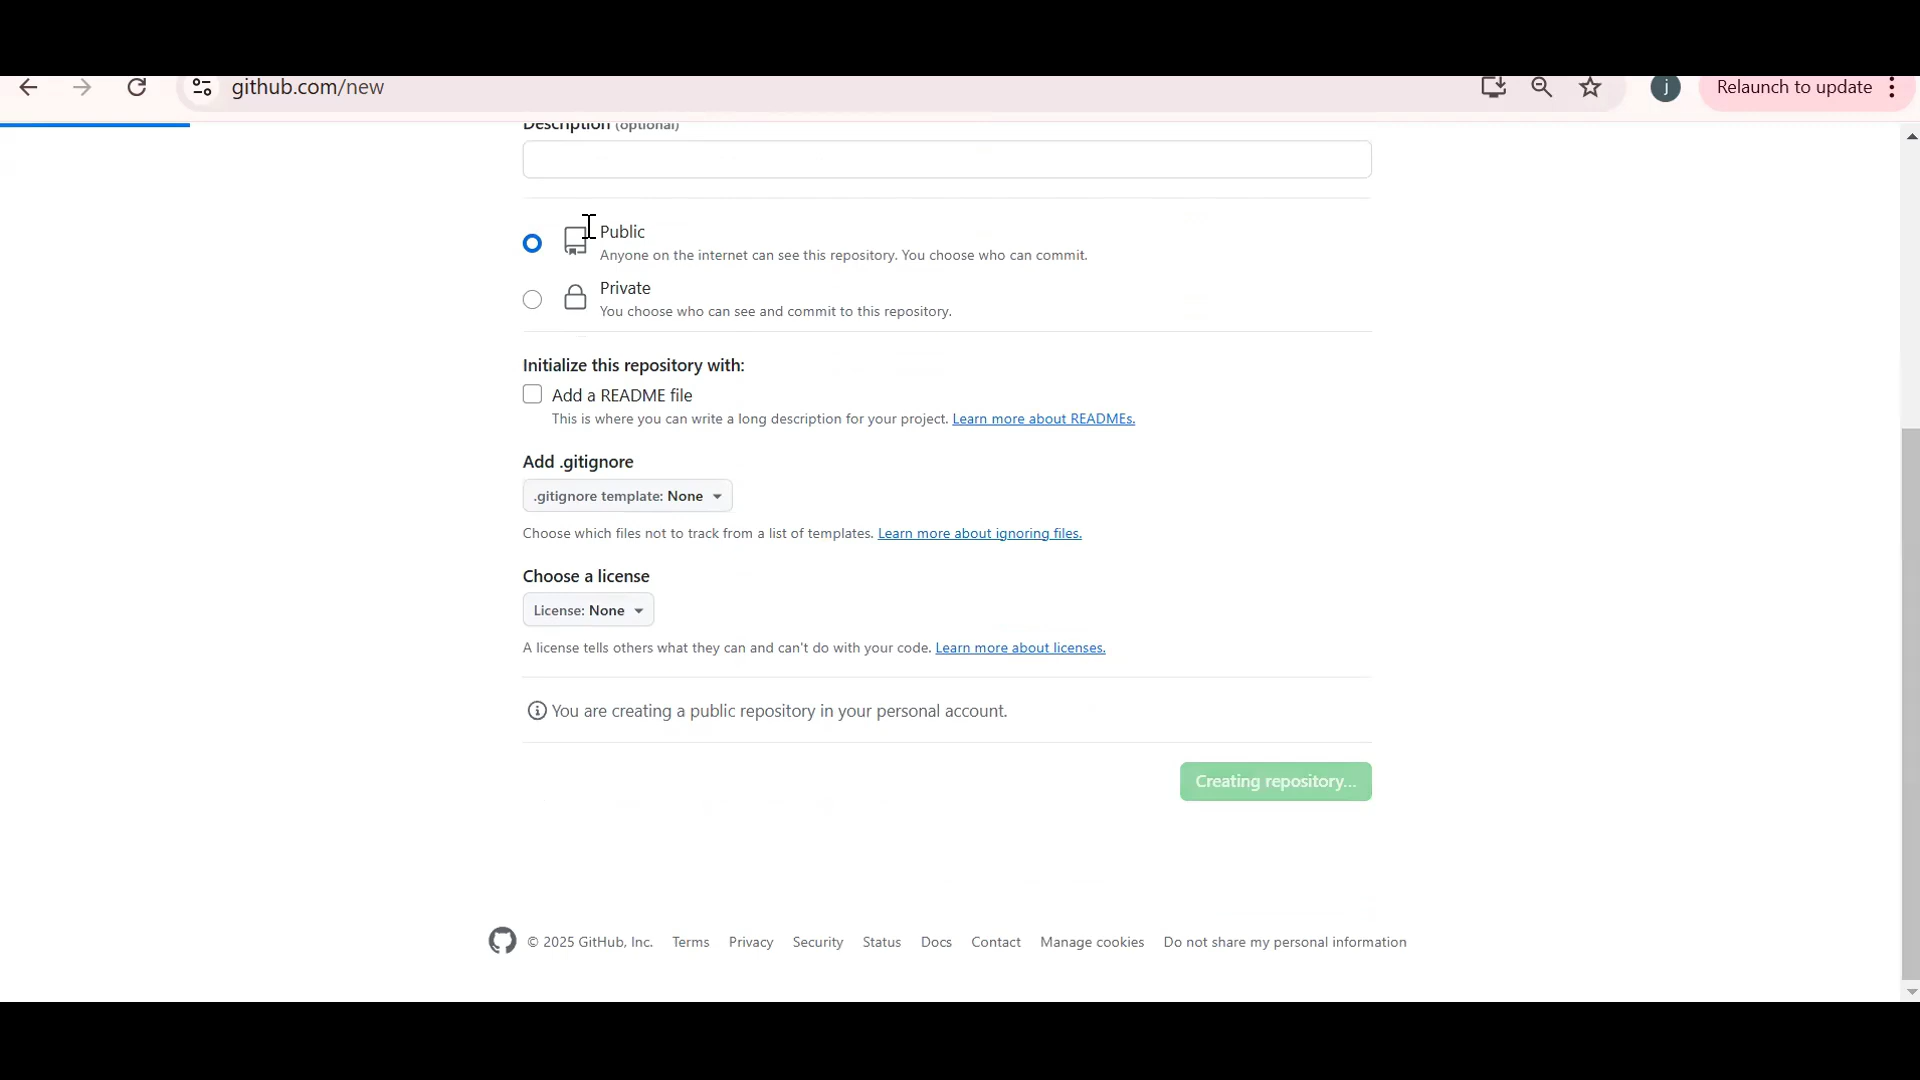 github.com/new
j
Relaunch to update
Description (optional)
Public
Anyone on the internet can see this repository. You choose who can commit.
Private
You choose who can see and commit to this repository.
Initialize this repository with:
Add a README file
This is where you can write a long description for your project. Learn more about READMEs.
Add .gitignore
.gitignore template: None
Choose which files not to track from a list of templates. Learn more about ignoring files.
Choose a license
License: None
A license tells others what they can and can't do with your code. Learn more about licenses.
You are creating a public repository in your personal account.
Creating repository...
© 2025 GitHub, Inc. Terms Privacy Security Status Docs Contact Manage cookies Do not share my personal information